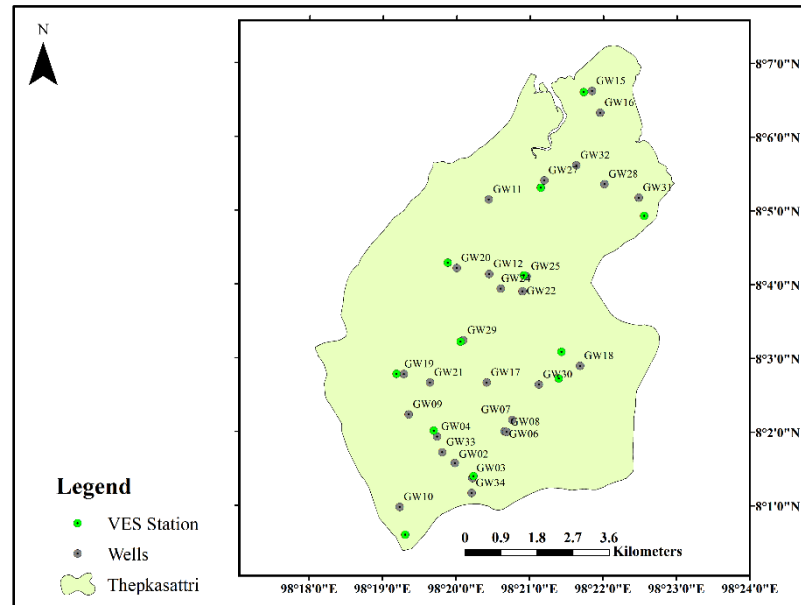 N
GW15
8°7'0"N
GW16
8°6'0"N
GW32
GW27
GW28
GW31
GW11
8°5'0"N
GW20
GW12
GW25
GW24
GW22
8°4'0"N
GW29
GW19
GW21
GW17
GW18
GW30
8°3'0"N
GW09
GW07
GW08
GW04
GW06
8°2'0"N
GW33
GW02
GW03
GW34
GW10
8°1'0"N
Legend
VES Station
Wells
Thepkasattri
0 0.9 1.8 2.7 3.6
Kilometers
98°18'0"E 98°19'0"E 98°20'0"E 98°21'0"E 98°22'0"E 98°23'0"E 98°24'0"E